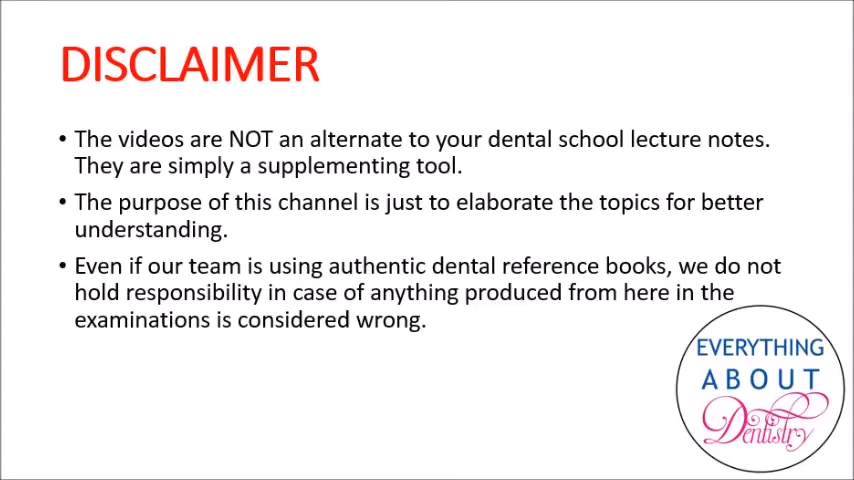 DISCLAIMER
• The videos are NOT an alternate to your dental school lecture notes.
They are simply a supplementing tool.
• The purpose of this channel is just to elaborate the topics for better
understanding.
• Even if our team is using authentic dental reference books, we do not
hold responsibility in case of anything produced from here in the
examinations is considered wrong.
EVERYTHING
ABOUT
Dentistry